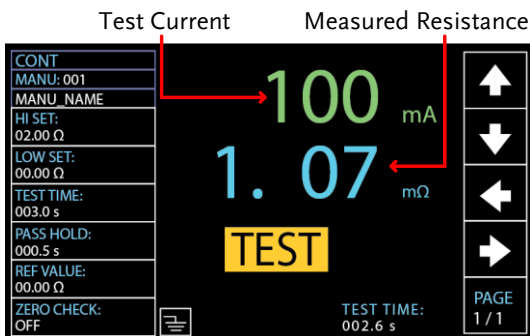 Test Current
Measured Resistance
CONT
MANU: 001
MANU_NAME
HI SET:
02.00 Ω
LOW SET:
00.00 Ω
TEST TIME:
003.0 s
PASS HOLD:
000.5 s
REF VALUE:
00.00 Ω
ZERO CHECK:
OFF
100 mA
1. 07 mΩ
TEST
TEST TIME:
002.6 s
PAGE
1 / 1